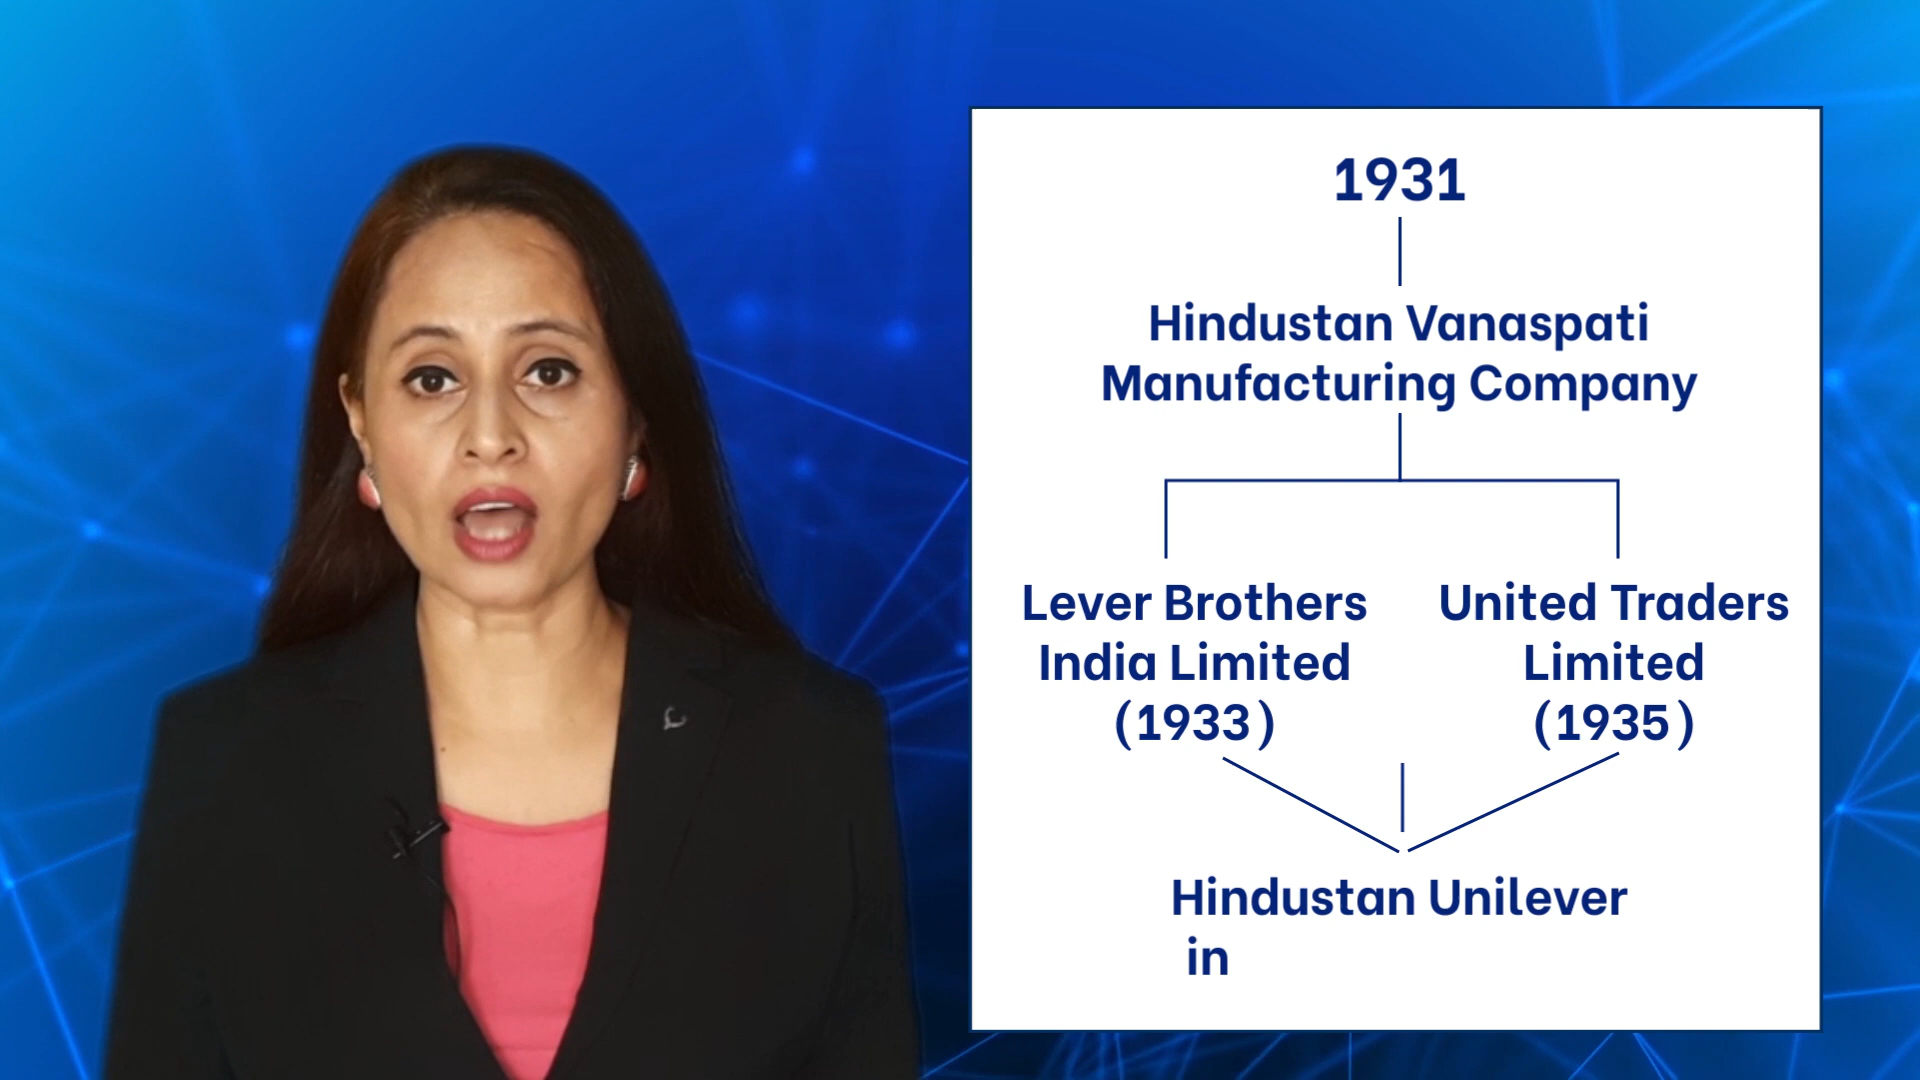 1931
Hindustan Vanaspati
Manufacturing Company
Lever Brothers
India Limited
(1933)
United Traders
Limited
(1935)
Hindustan Unilever
in